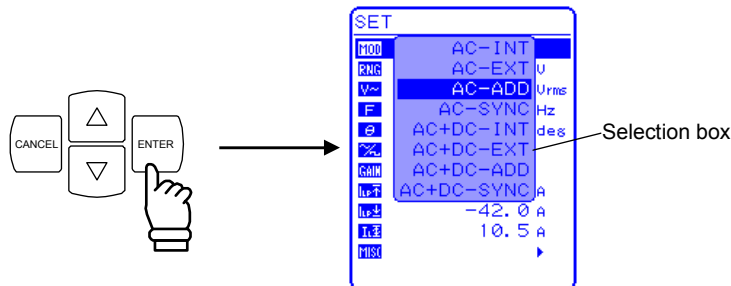 CANCEL
ENTER
SET
MOD
AC-INT
RNG
AC-EXT V
V~
AC-ADD Vrms
F
AC-SYNC Hz
θ
AC+DC-INT deg
AC+DC-EXT
GAIN
AC+DC-ADD
AC+DC-SYNC A
-42.0 A
10.5 A
MISC
Selection box